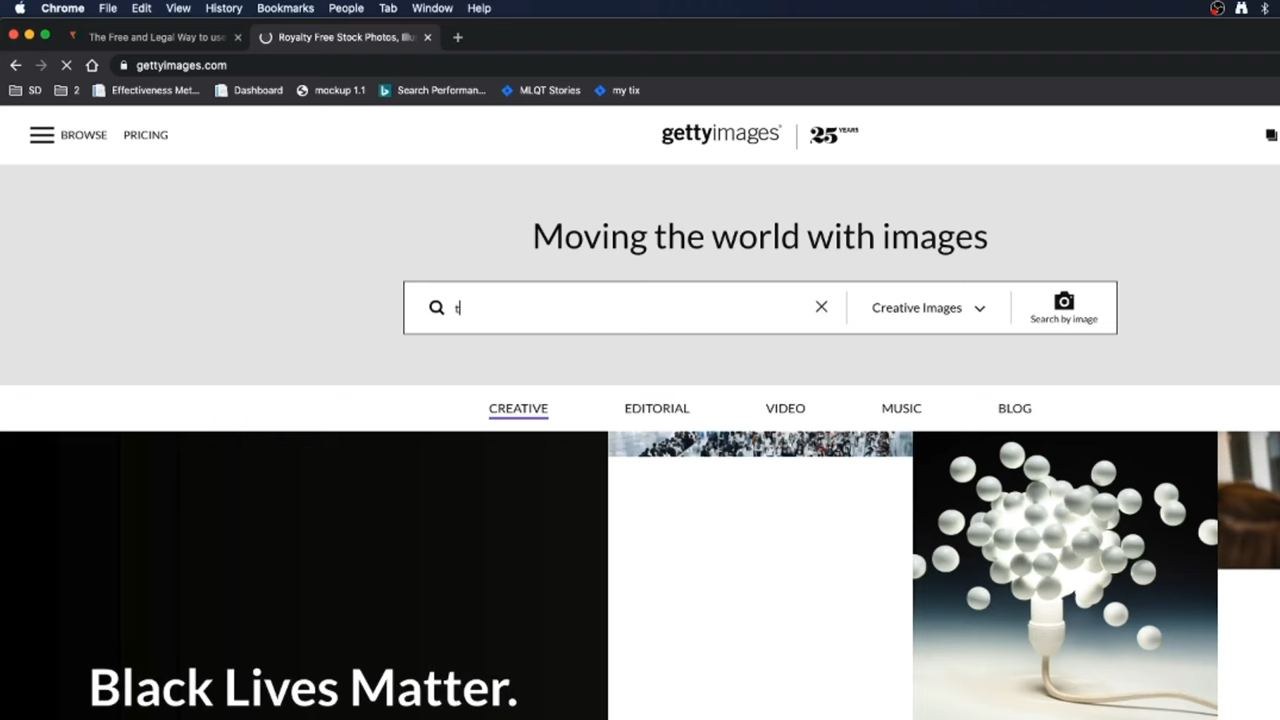 Chrome File Edit View History Bookmarks People Tab Window Help
The Free and Legal Way to use
Royalty Free Stock Photos, Illus
gettyimages.com
SD 2 Effectiveness Met... Dashboard mockup 1.1 Search Performan... MLQT Stories my tix
BROWSE PRICING
gettyimages® 25 YEARS
Moving the world with images
t
Creative Images
Search by image
CREATIVE EDITORIAL VIDEO MUSIC BLOG
Black Lives Matter.